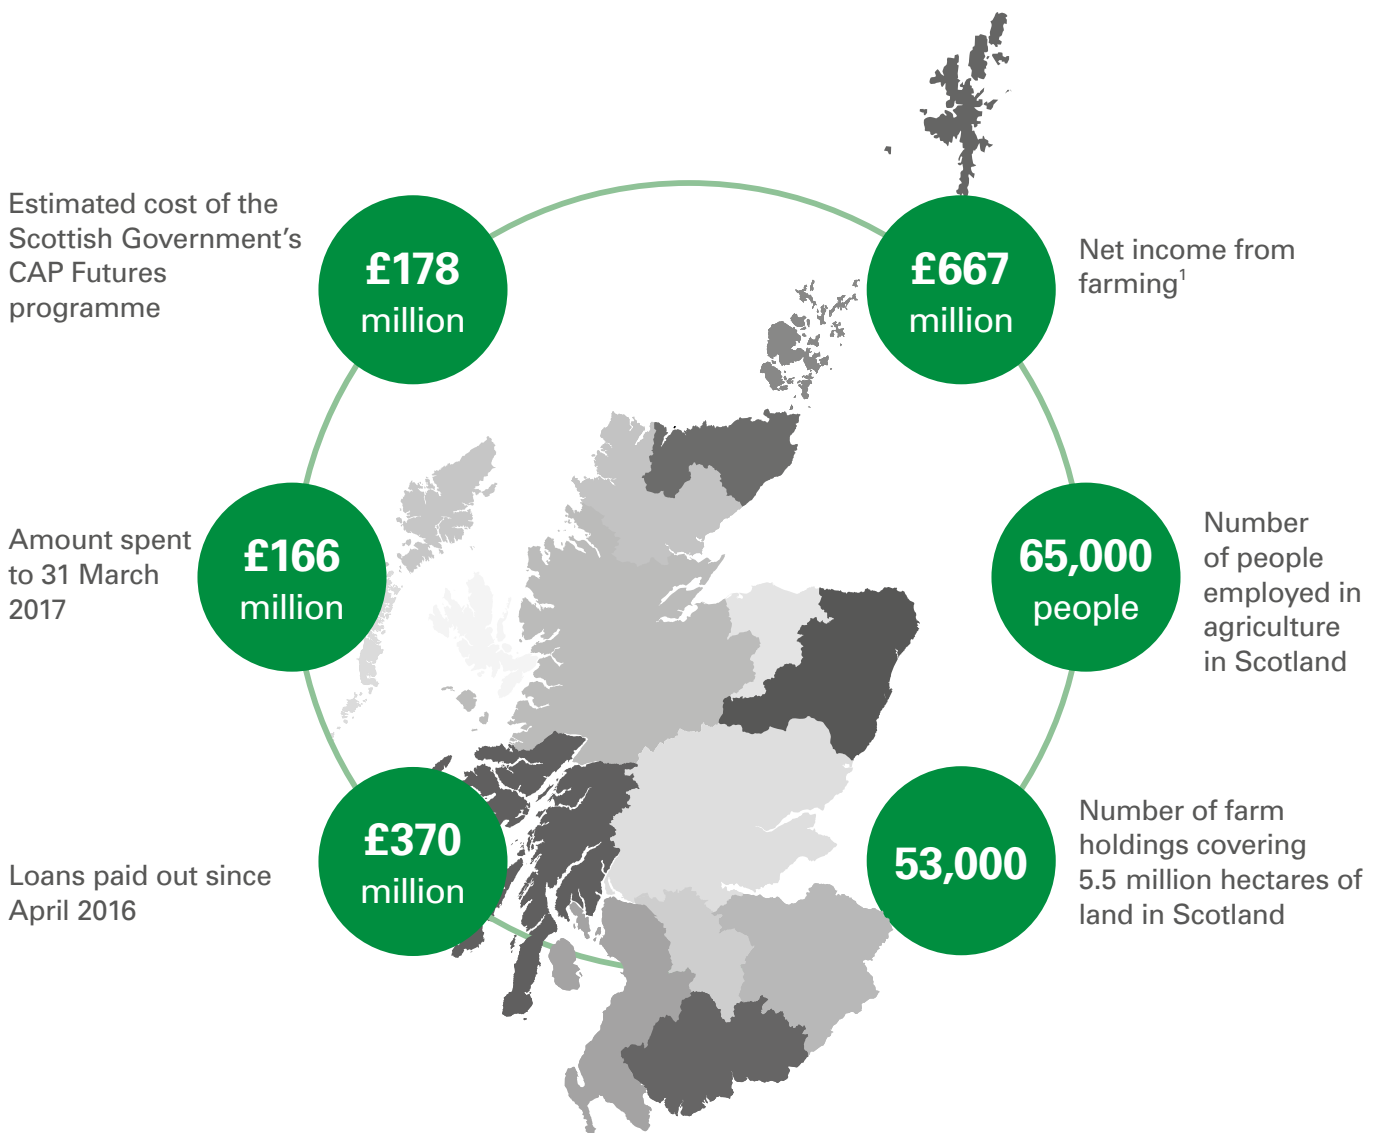 Estimated cost of the
Scottish Government’s
CAP Futures
programme
£178
million
£667
million
Net income from
farming¹
Amount spent
to 31 March
2017
£166
million
65,000
people
Number
of people
employed in
agriculture
in Scotland
Loans paid out since
April 2016
£370
million
53,000
Number of farm
holdings covering
5.5 million hectares of
land in Scotland